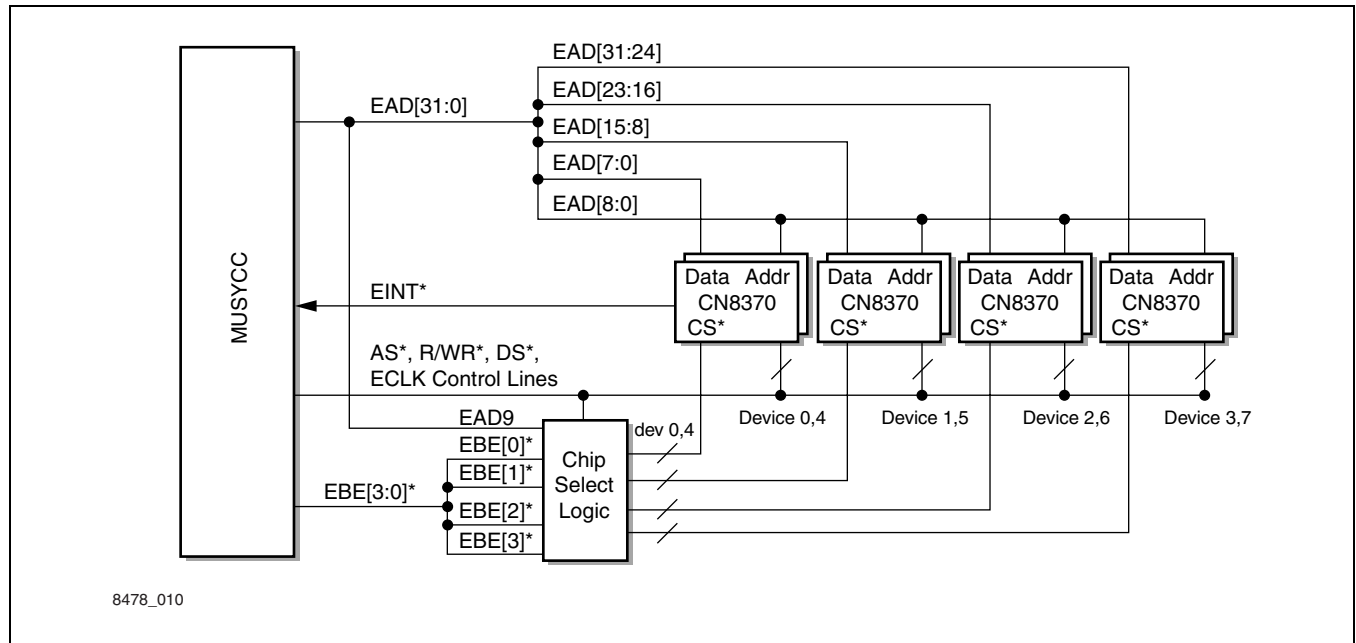 EAD[31:24]
EAD[23:16]
EAD[31:0]
EAD[15:8]
EAD[7:0]
EAD[8:0]
MUSYCC
Data Addr
CN8370
CS*
Data Addr
CN8370
CS*
Data Addr
CN8370
CS*
Data Addr
CN8370
CS*
EINT*
AS*, R/WR*, DS*,
ECLK Control Lines
Device 0,4
Device 1,5
Device 2,6
Device 3,7
EAD9
dev 0,4
EBE[0]*
EBE[1]*
EBE[3:0]*
EBE[2]*
EBE[3]*
Chip
Select
Logic
8478_010